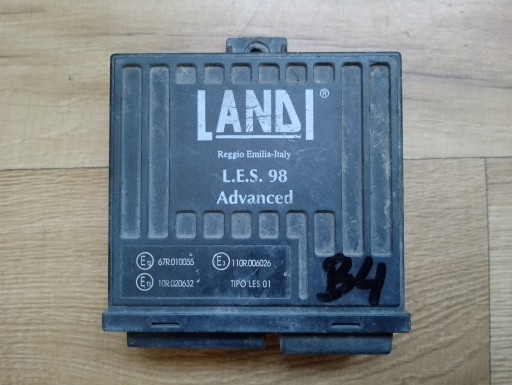 LANDI ®
Reggio Emilia-Italy
L.E.S. 98
Advanced
E13 67R.010055 E3 110R.006026
E13 10R.020632 TIPO LES 01
B4